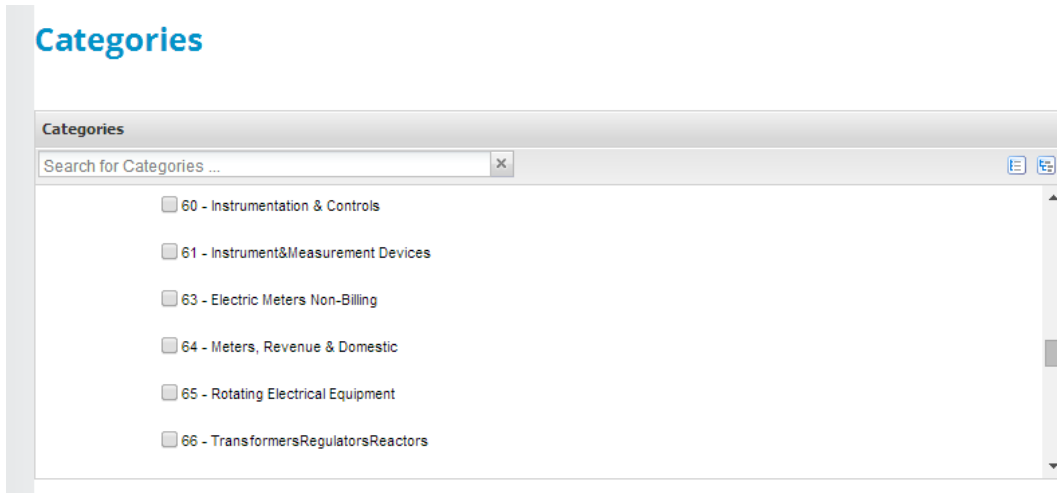 Categories
Categories
Search for Categories ...
60 - Instrumentation & Controls
61 - Instrument&Measurement Devices
63 - Electric Meters Non-Billing
64 - Meters, Revenue & Domestic
65 - Rotating Electrical Equipment
66 - TransformersRegulatorsReactors